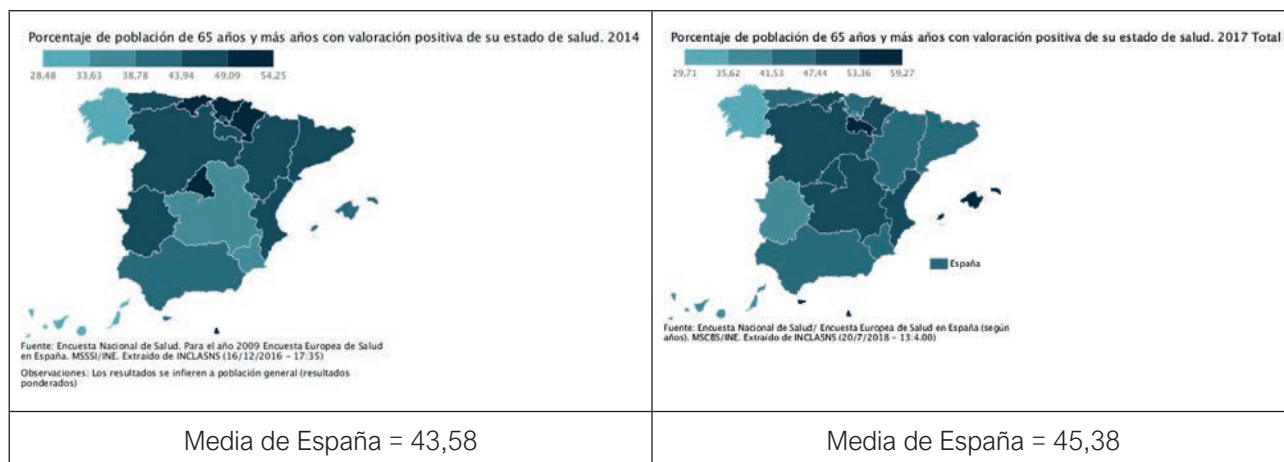 Porcentaje de población de 65 años y más años con valoración positiva de su estado de salud. 2014
28,48 33,63 38,78 43,94 49,09 54,25
Fuente: Encuesta Nacional de Salud. Para el año 2009 Encuesta Europea de Salud
en España. MSSSI/INE. Extraído de INCLASNS (16/12/2016 - 17:35)
Observaciones: Los resultados se infieren a población general (resultados
ponderados)
Media de España = 43,58
Porcentaje de población de 65 años y más años con valoración positiva de su estado de salud. 2017 Total
29,71 35,62 41,53 47,44 53,36 59,27
España
Fuente: Encuesta Nacional de Salud/ Encuesta Europea de Salud en España (según
años). MSCBS/INE. Extraído de INCLASNS (20/7/2018 - 13:4.00)
Media de España = 45,38